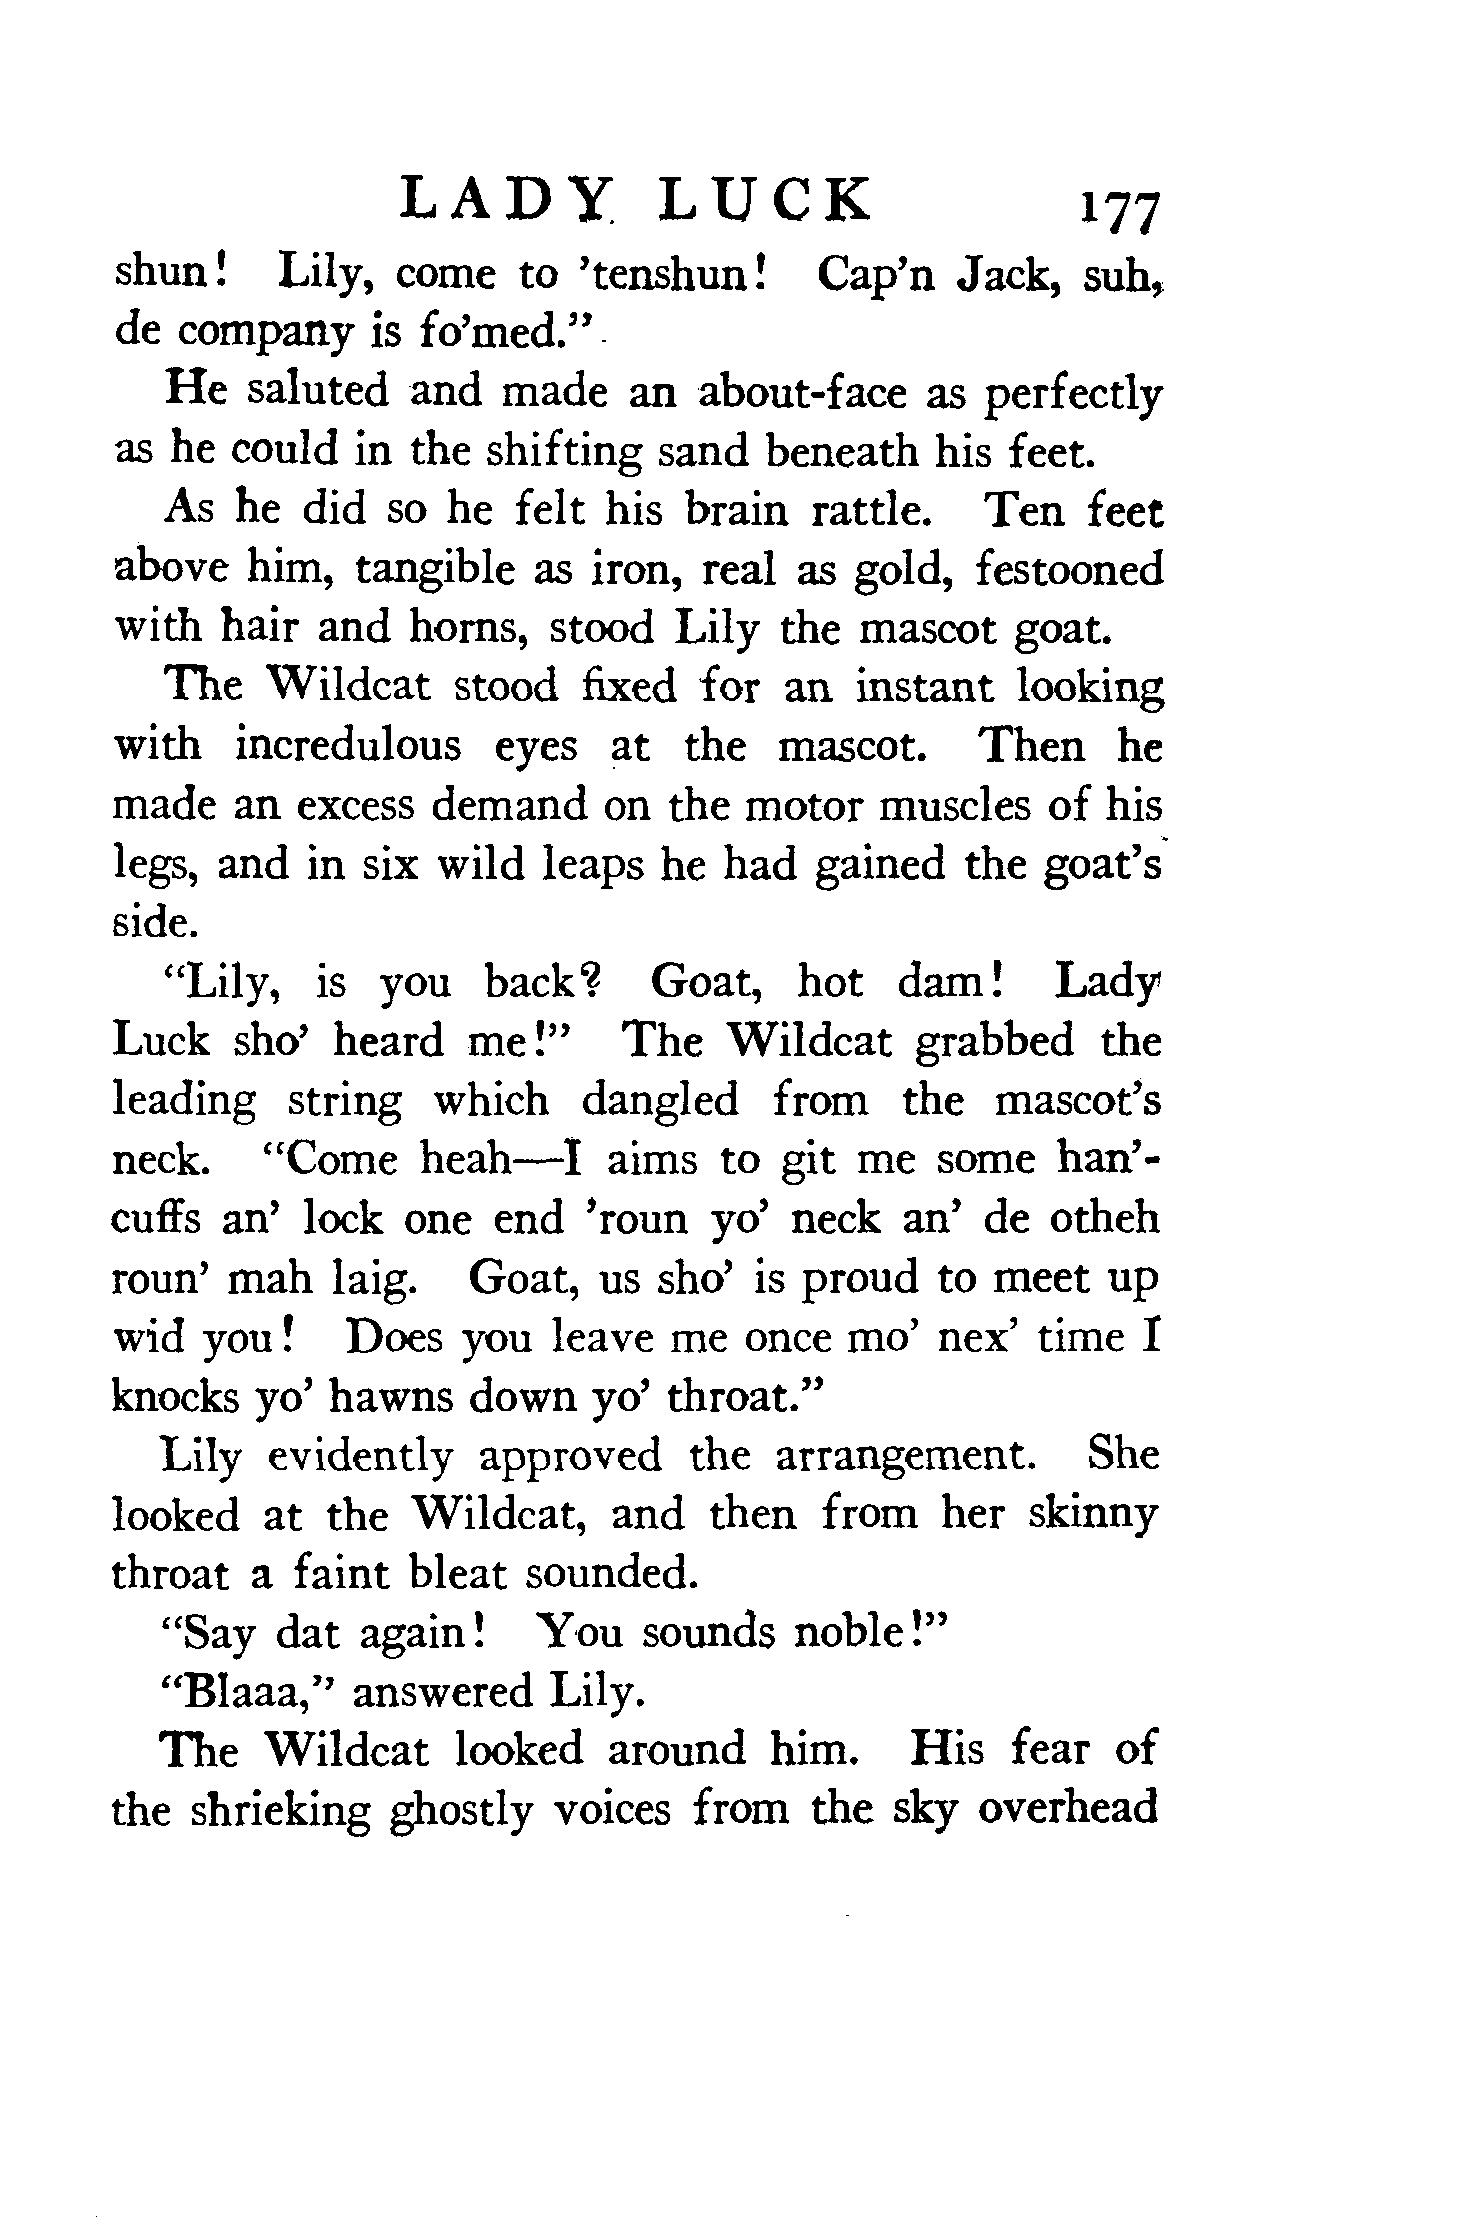 LADY LUCK 177
shun! Lily, come to ’tenshun! Cap’n Jack, suh,
de company is fo’med.”
He saluted and made an about-face as perfectly
as he could in the shifting sand beneath his feet.
As he did so he felt his brain rattle. Ten feet
above him, tangible as iron, real as gold, festooned
with hair and horns, stood Lily the mascot goat.
The Wildcat stood fixed for an instant looking
with incredulous eyes at the mascot. Then he
made an excess demand on the motor muscles of his
legs, and in six wild leaps he had gained the goat’s
side.
“Lily, is you back? Goat, hot dam! Lady
Luck sho’ heard me!” The Wildcat grabbed the
leading string which dangled from the mascot’s
neck. “Come heah—I aims to git me some han’-
cuffs an’ lock one end ’roun yo’ neck an’ de otheh
roun’ mah laig. Goat, us sho’ is proud to meet up
wid you! Does you leave me once mo’ nex’ time I
knocks yo’ hawns down yo’ throat.”
Lily evidently approved the arrangement. She
looked at the Wildcat, and then from her skinny
throat a faint bleat sounded.
“Say dat again! You sounds noble!”
“Blaaa,” answered Lily.
The Wildcat looked around him. His fear of
the shrieking ghostly voices from the sky overhead